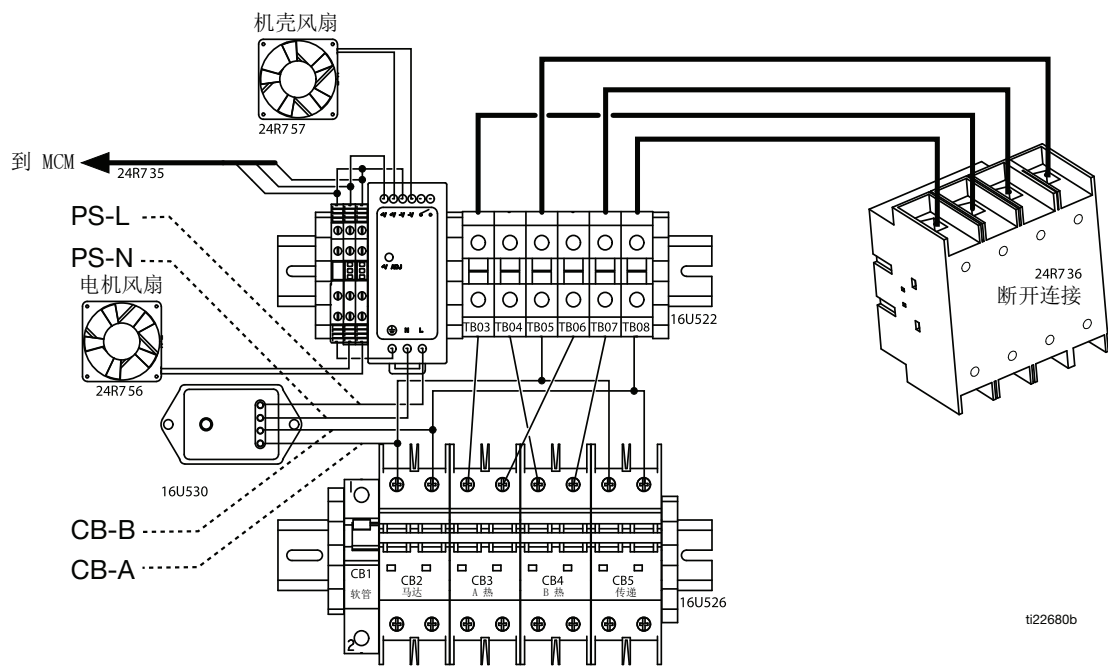 机壳风扇
24R757
到 MCM
24R735
PS-L
PS-N
电机风扇
24R756
N L
TB03 TB04 TB05 TB06 TB07 TB08
16U522
24R736
断开连接
16U530
CB-B
CB-A
1
CB1
软管
2
CB2
马达
CB3
A 热
CB4
B 热
CB5
传递
16U526
ti22680b